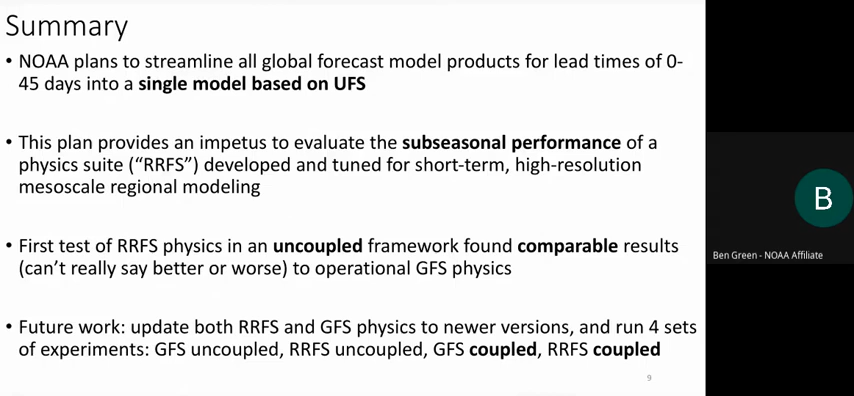 Summary
• NOAA plans to streamline all global forecast model products for lead times of 0-
45 days into a single model based on UFS
• This plan provides an impetus to evaluate the subseasonal performance of a
physics suite (“RRFS”) developed and tuned for short-term, high-resolution
mesoscale regional modeling
• First test of RRFS physics in an uncoupled framework found comparable results
(can’t really say better or worse) to operational GFS physics
• Future work: update both RRFS and GFS physics to newer versions, and run 4 sets
of experiments: GFS uncoupled, RRFS uncoupled, GFS coupled, RRFS coupled
9
B
Ben Green - NOAA Affiliate